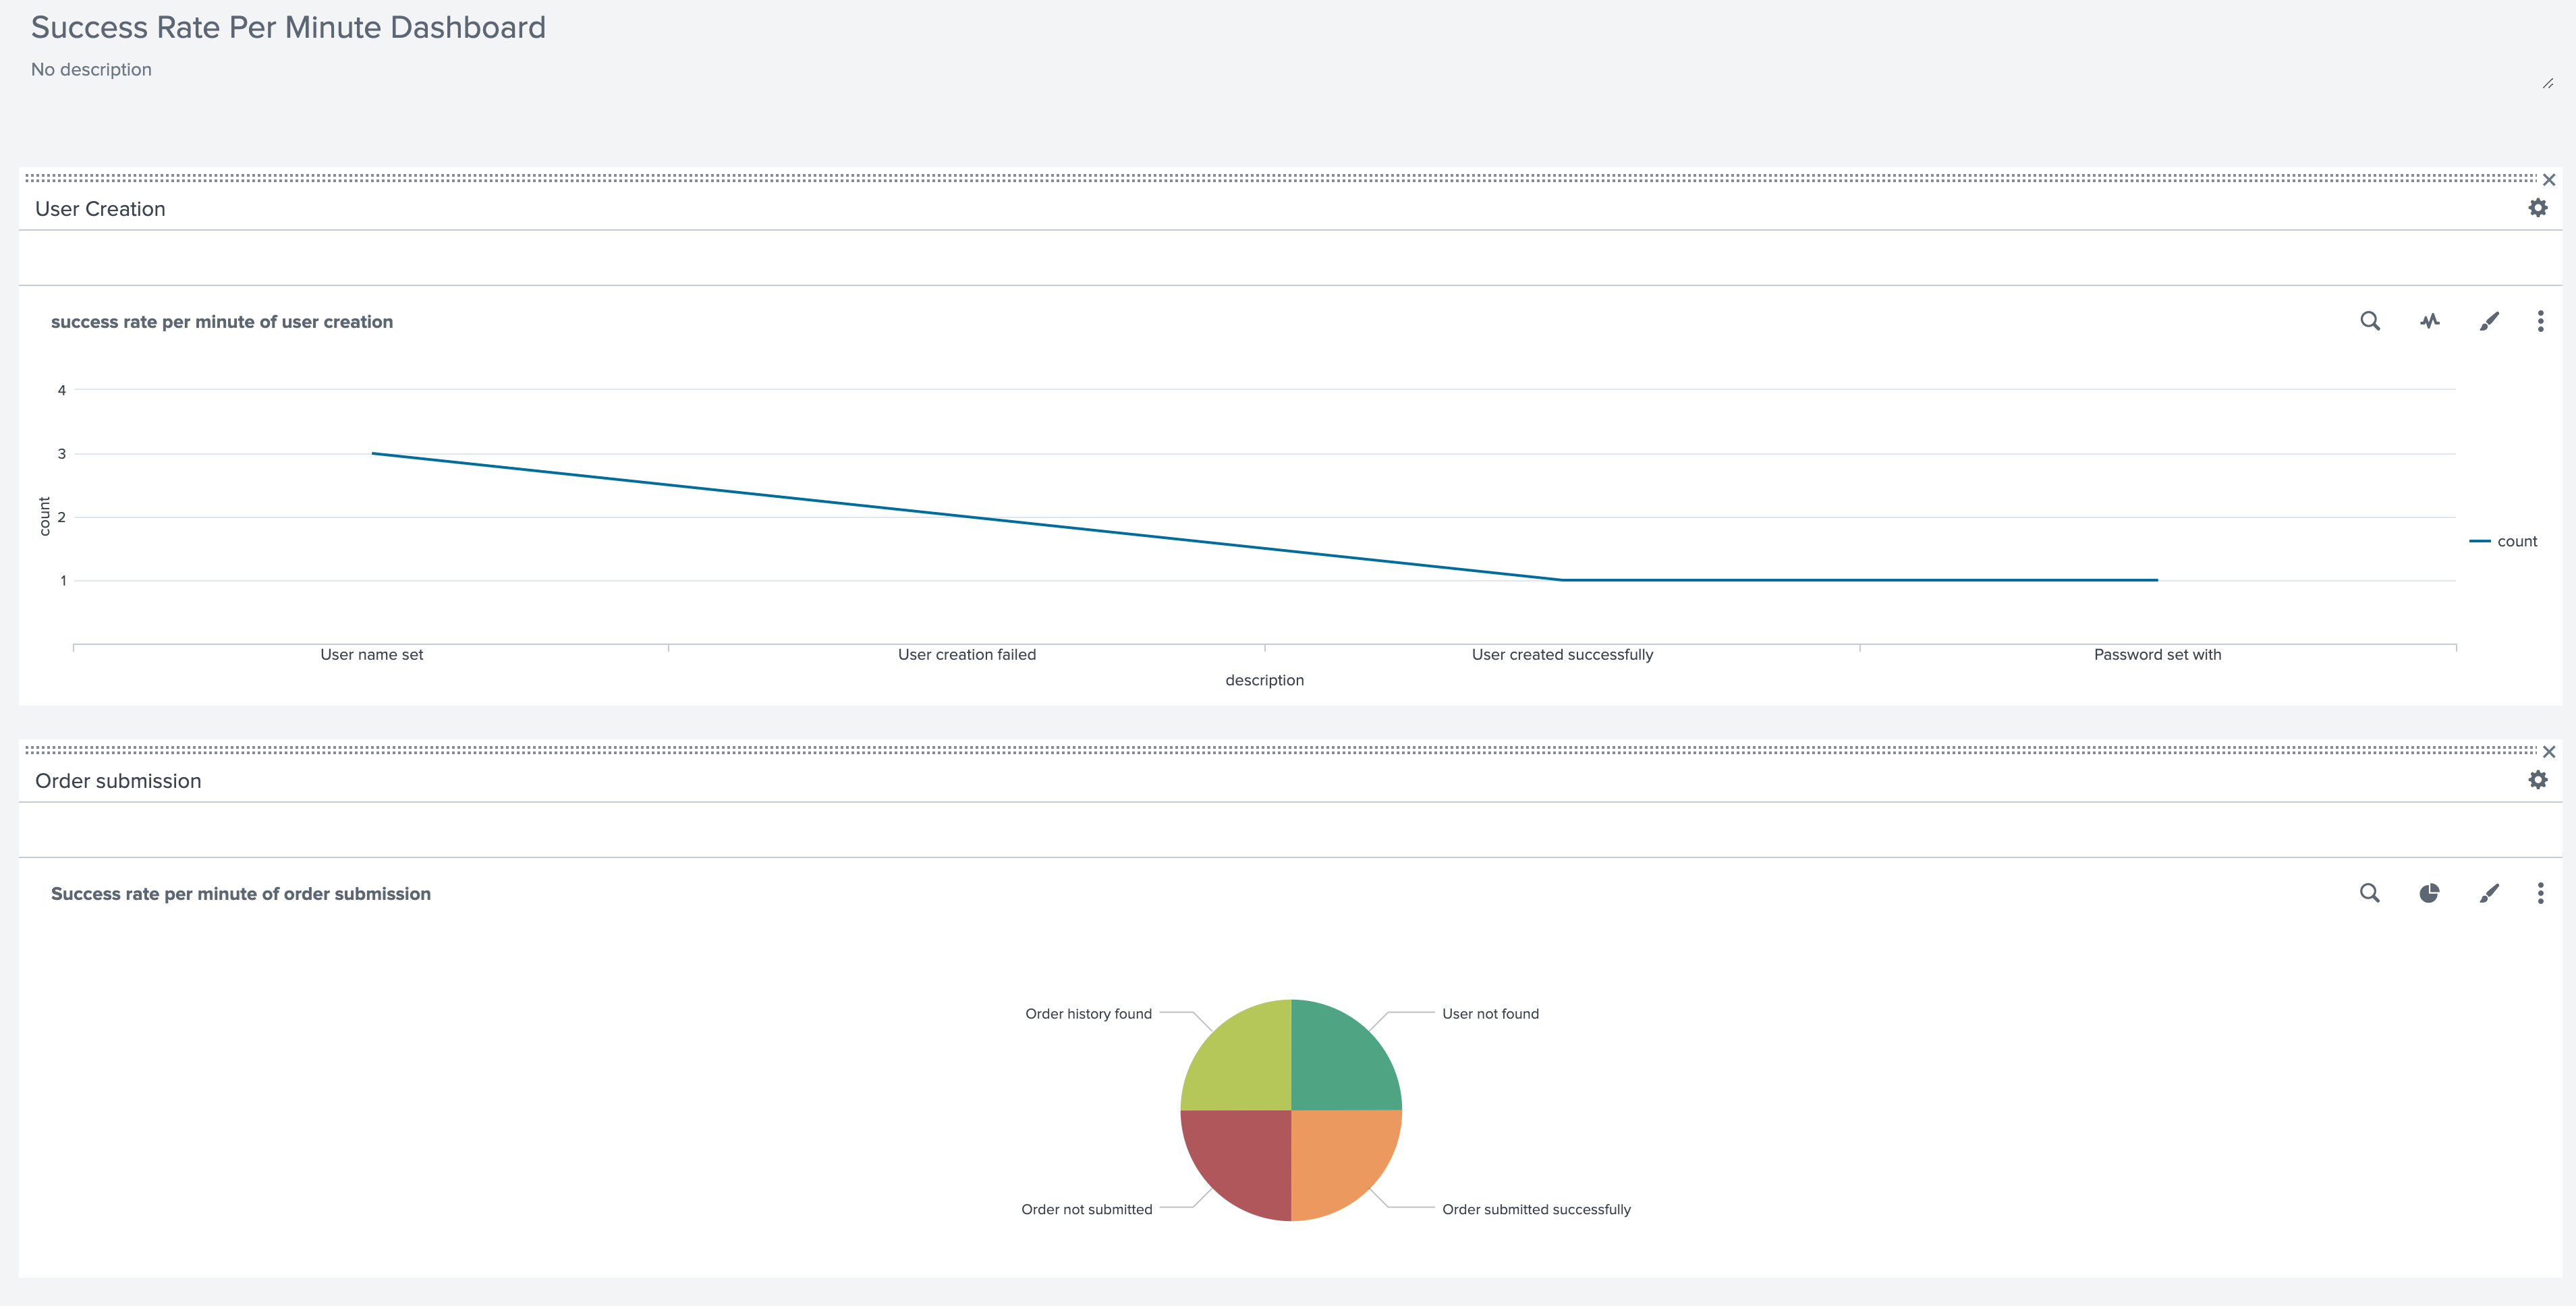 Success Rate Per Minute Dashboard
No description
User Creation
success rate per minute of user creation
4
3
2
1
count
count
User name set
User creation failed
User created successfully
Password set with
description
Order submission
Success rate per minute of order submission
Order history found
User not found
Order not submitted
Order submitted successfully